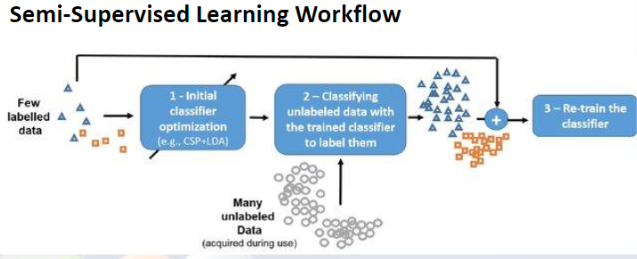 Semi-Supervised Learning Workflow
Few
labelled
data
1 - Initial
classifier
optimization
(e.g., CSP+LDA)
2 – Classifying
unlabeled data with
the trained classifier
to label them
+
3 – Re-train the
classifier
Many
unlabeled
Data
(acquired during use)